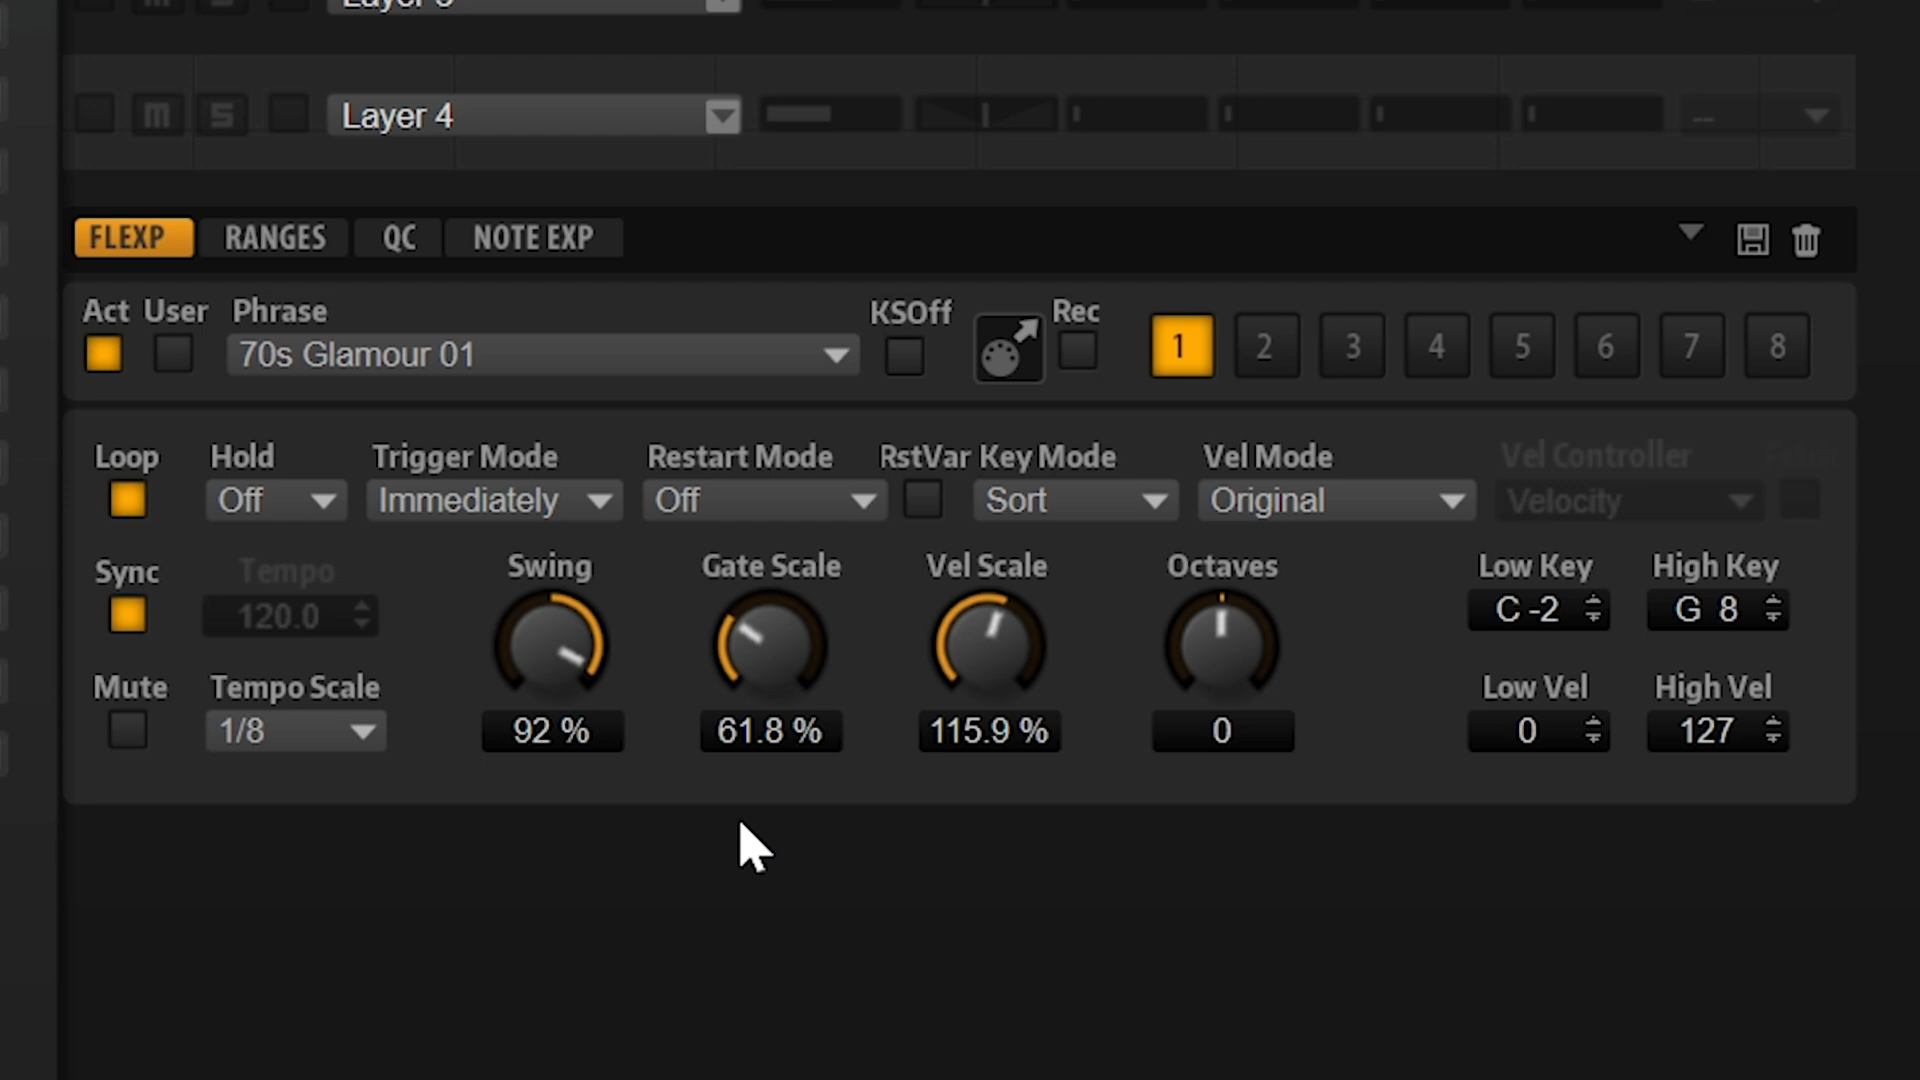 Layer 4
--
FLEXP RANGES QC NOTE EXP
Act User Phrase KSOff Rec
70s Glamour 01 1 2 3 4 5 6 7 8
Loop Hold Trigger Mode Restart Mode RstVar Key Mode Vel Mode Vel Controller
Off Immediately Off Sort Original Velocity
Sync Tempo Swing Gate Scale Vel Scale Octaves Low Key High Key
120.0 C -2 G 8
Mute Tempo Scale Low Vel High Vel
1/8 92 % 61.8 % 115.9 % 0 0 127
m S